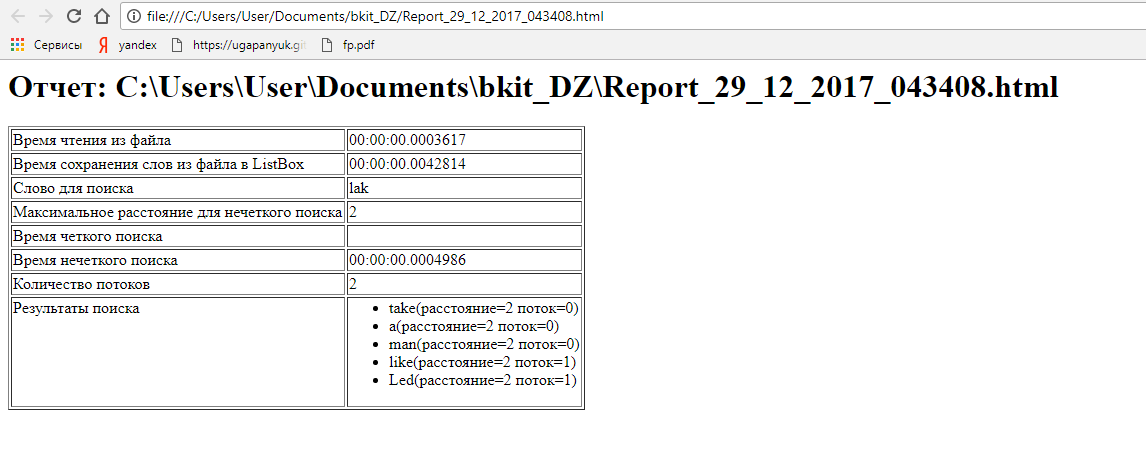 file:///C:/Users/User/Documents/bkit_DZ/Report_29_12_2017_043408.html
Сервисы yandex https://ugapanyuk.git fp.pdf
Отчет: C:\Users\User\Documents\bkit_DZ\Report_29_12_2017_043408.html
Время чтения из файла 00:00:00.0003617
Время сохранения слов из файла в ListBox 00:00:00.0042814
Слово для поиска lak
Максимальное расстояние для нечеткого поиска 2
Время четкого поиска
Время нечеткого поиска 00:00:00.0004986
Количество потоков 2
Результаты поиска • take(расстояние=2 поток=0)
• a(расстояние=2 поток=0)
• man(расстояние=2 поток=0)
• like(расстояние=2 поток=1)
• Led(расстояние=2 поток=1)